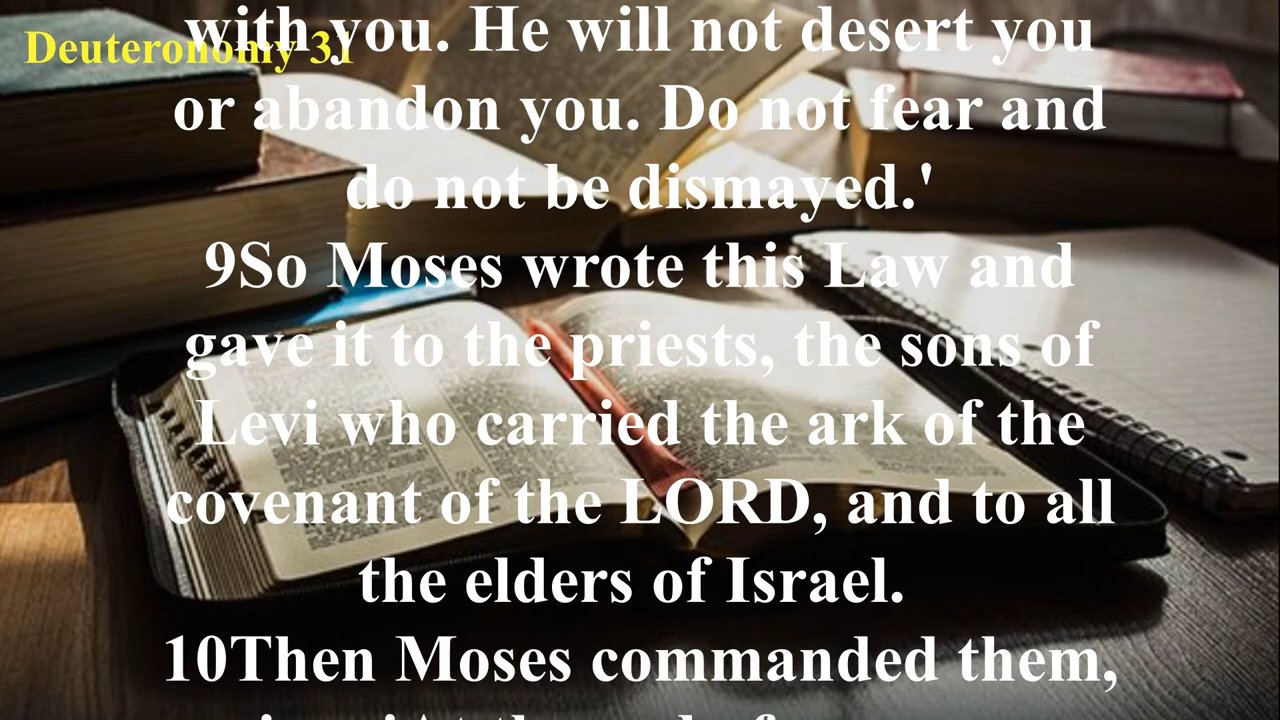 Deuteronomy 31
with you. He will not desert you
or abandon you. Do not fear and
do not be dismayed.'
9So Moses wrote this Law and
gave it to the priests, the sons of
Levi who carried the ark of the
covenant of the LORD, and to all
the elders of Israel.
10Then Moses commanded them,